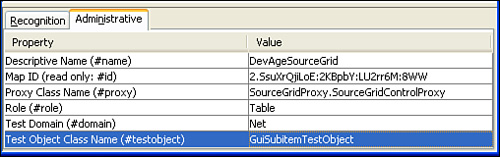 Recognition Administrative
Property Value
Descriptive Name (#name) DevAgeSourceGrid
Map ID (read only: #id) 2.SsuXrQjiLoE:2KBpbY:LU2rr6M:8WW
Proxy Class Name (#proxy) SourceGridProxy.SourceGridControlProxy
Role (#role) Table
Test Domain (#domain) Net
Test Object Class Name (#testobject) GuiSubitemTestObject